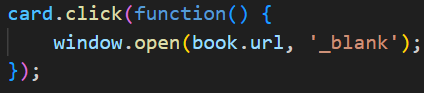 card.click(function() {
    window.open(book.url, '_blank');
});